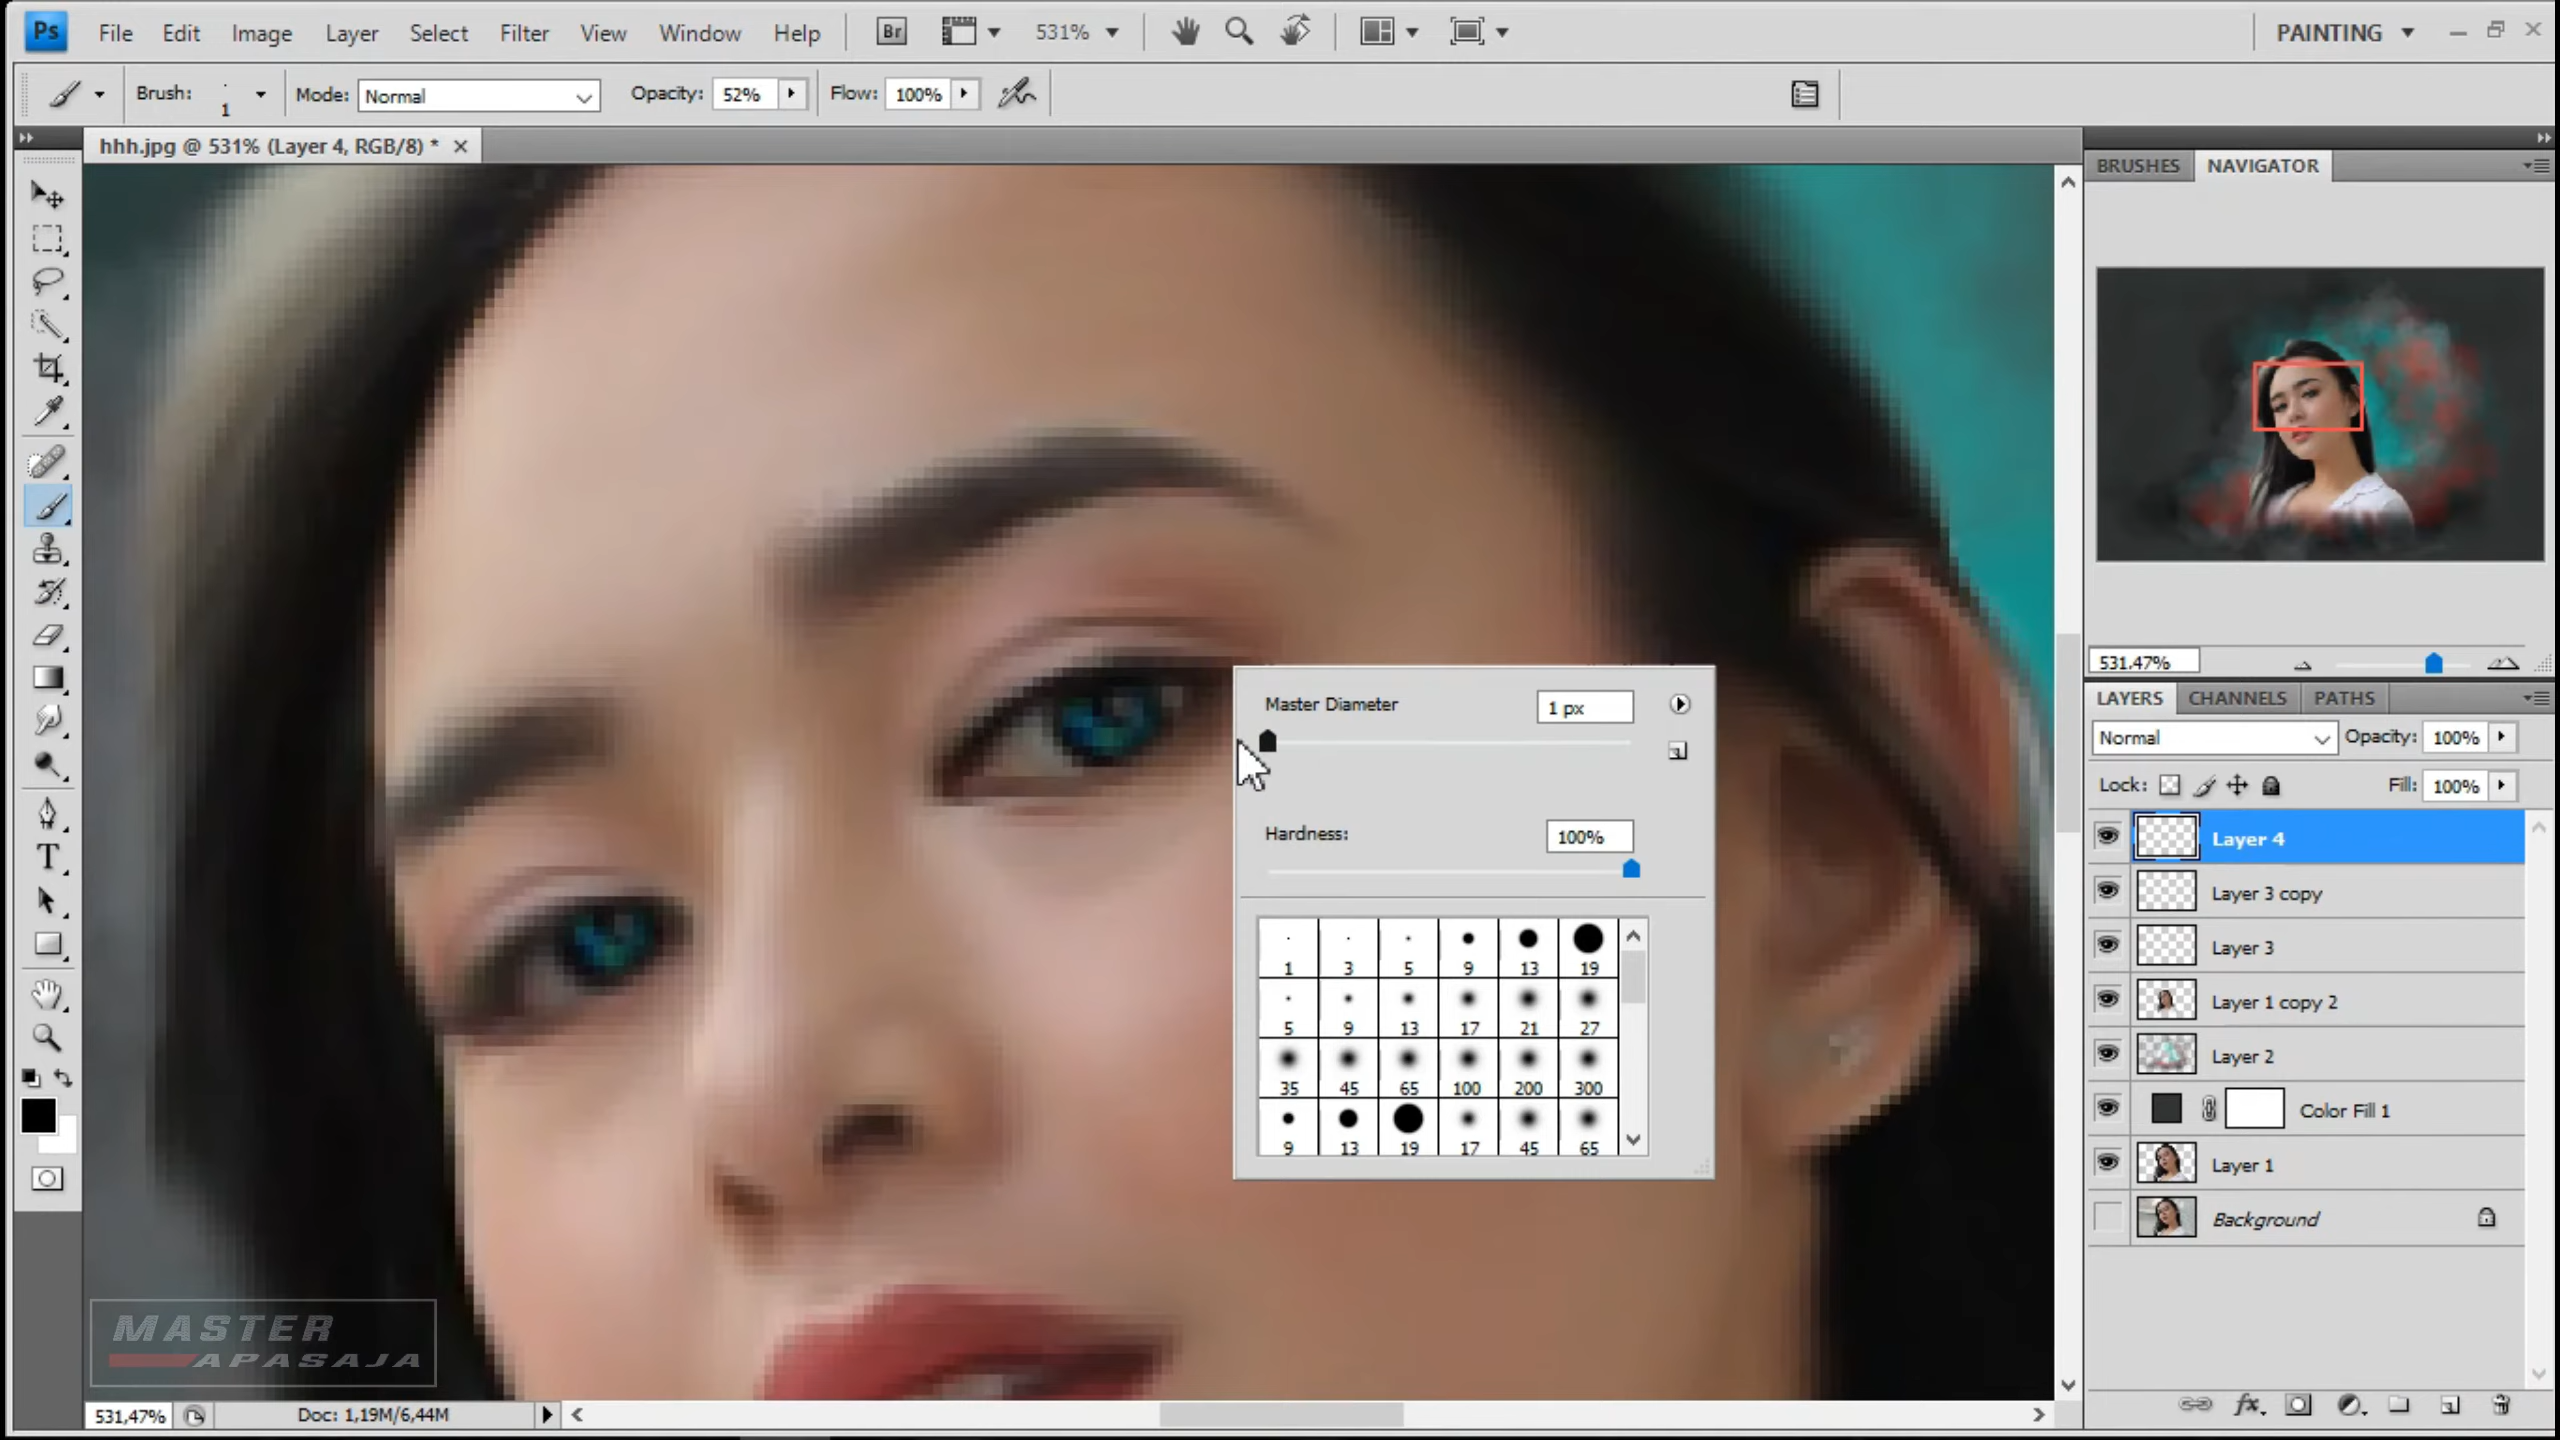 Ps File Edit Image Layer Select Filter View Window Help Br 531% PAINTING
Brush: 1 Mode: Normal Opacity: 52% Flow: 100%
hhh.jpg @ 531% (Layer 4, RGB/8) *
BRUSHES NAVIGATOR
531,47%
LAYERS CHANNELS PATHS
Normal Opacity: 100%
Lock: Fill: 100%
Layer 4
Layer 3 copy
Layer 3
Layer 1 copy 2
Layer 2
Color Fill 1
Layer 1
Background
fx
T
Master Diameter 1 px
Hardness: 100%
1 3 5 9 13 19
5 9 13 17 21 27
35 45 65 100 200 300
9 13 19 17 45 65
MASTER
APASAJA
531,47% Doc: 1,19M/6,44M